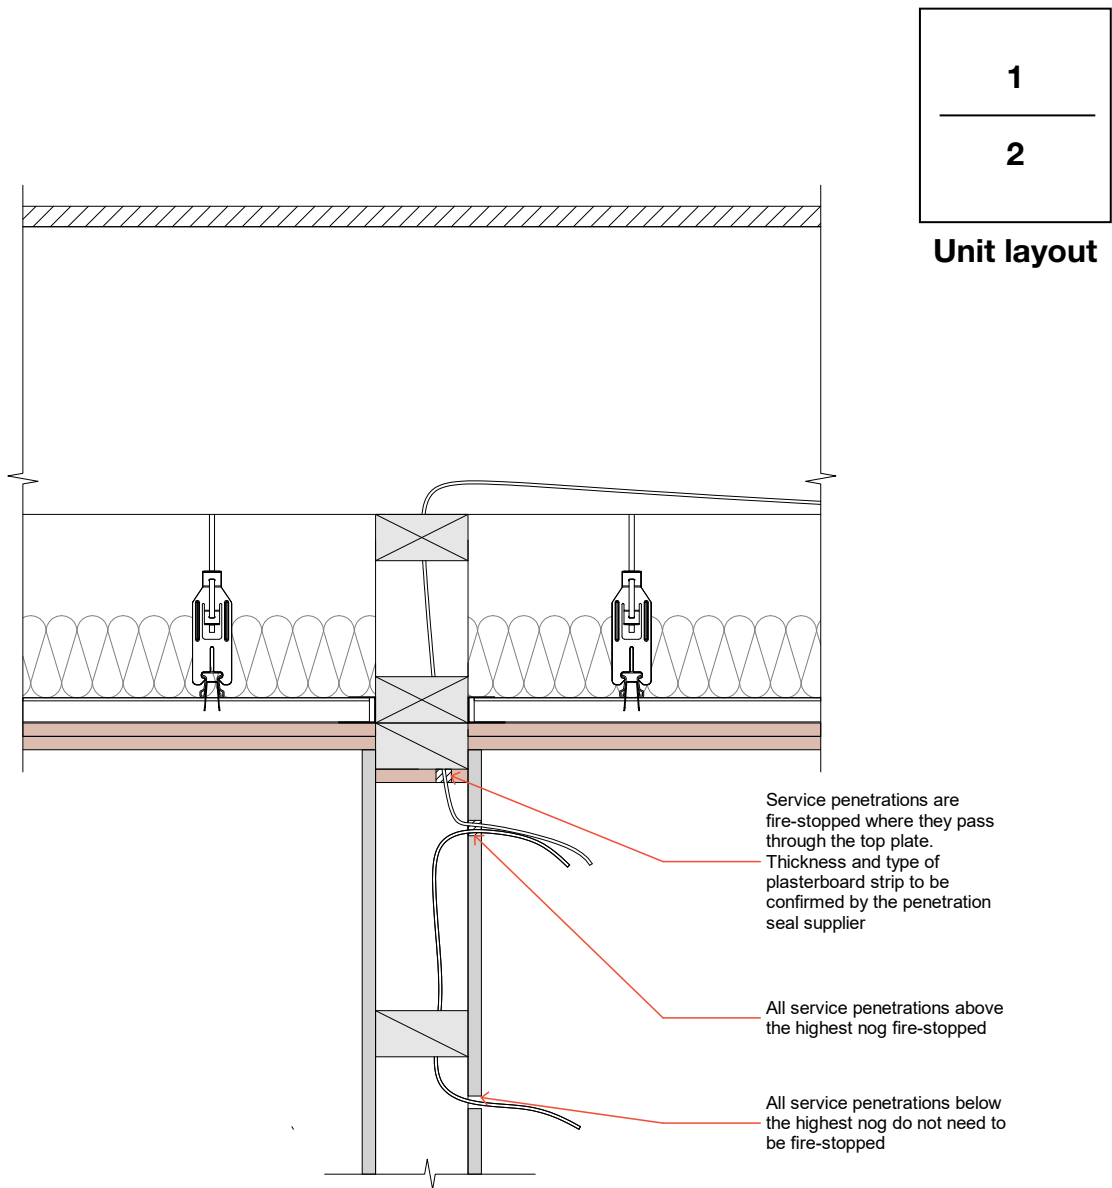 1
2
Unit layout
Service penetrations are
fire-stopped where they pass
through the top plate.
Thickness and type of
plasterboard strip to be
confirmed by the penetration
seal supplier
All service penetrations above
the highest nog fire-stopped
All service penetrations below
the highest nog do not need to
be fire-stopped